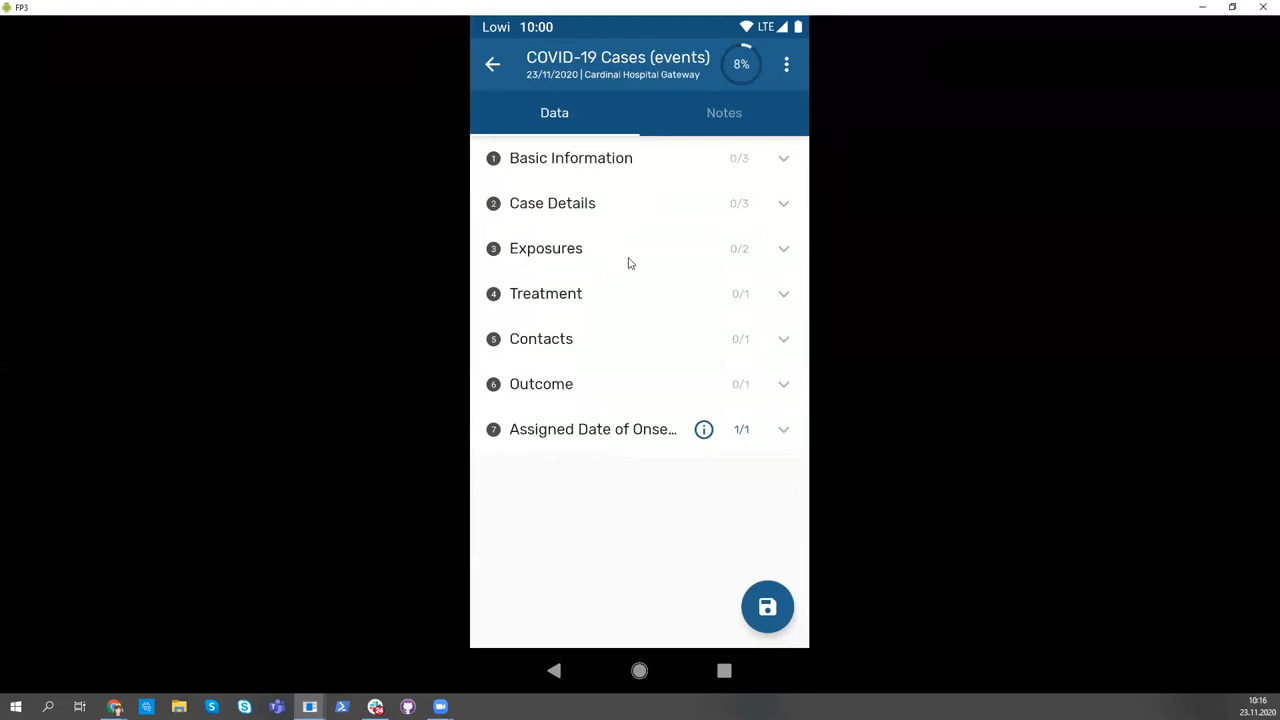 FP3
Lowi 10:00 LTE
COVID-19 Cases (events)
23/11/2020 | Cardinal Hospital Gateway
8%
Data
Notes
1 Basic Information 0/3
2 Case Details 0/3
3 Exposures 0/2
4 Treatment 0/1
5 Contacts 0/1
6 Outcome 0/1
7 Assigned Date of Onse... 1/1
10:16
23.11.2020